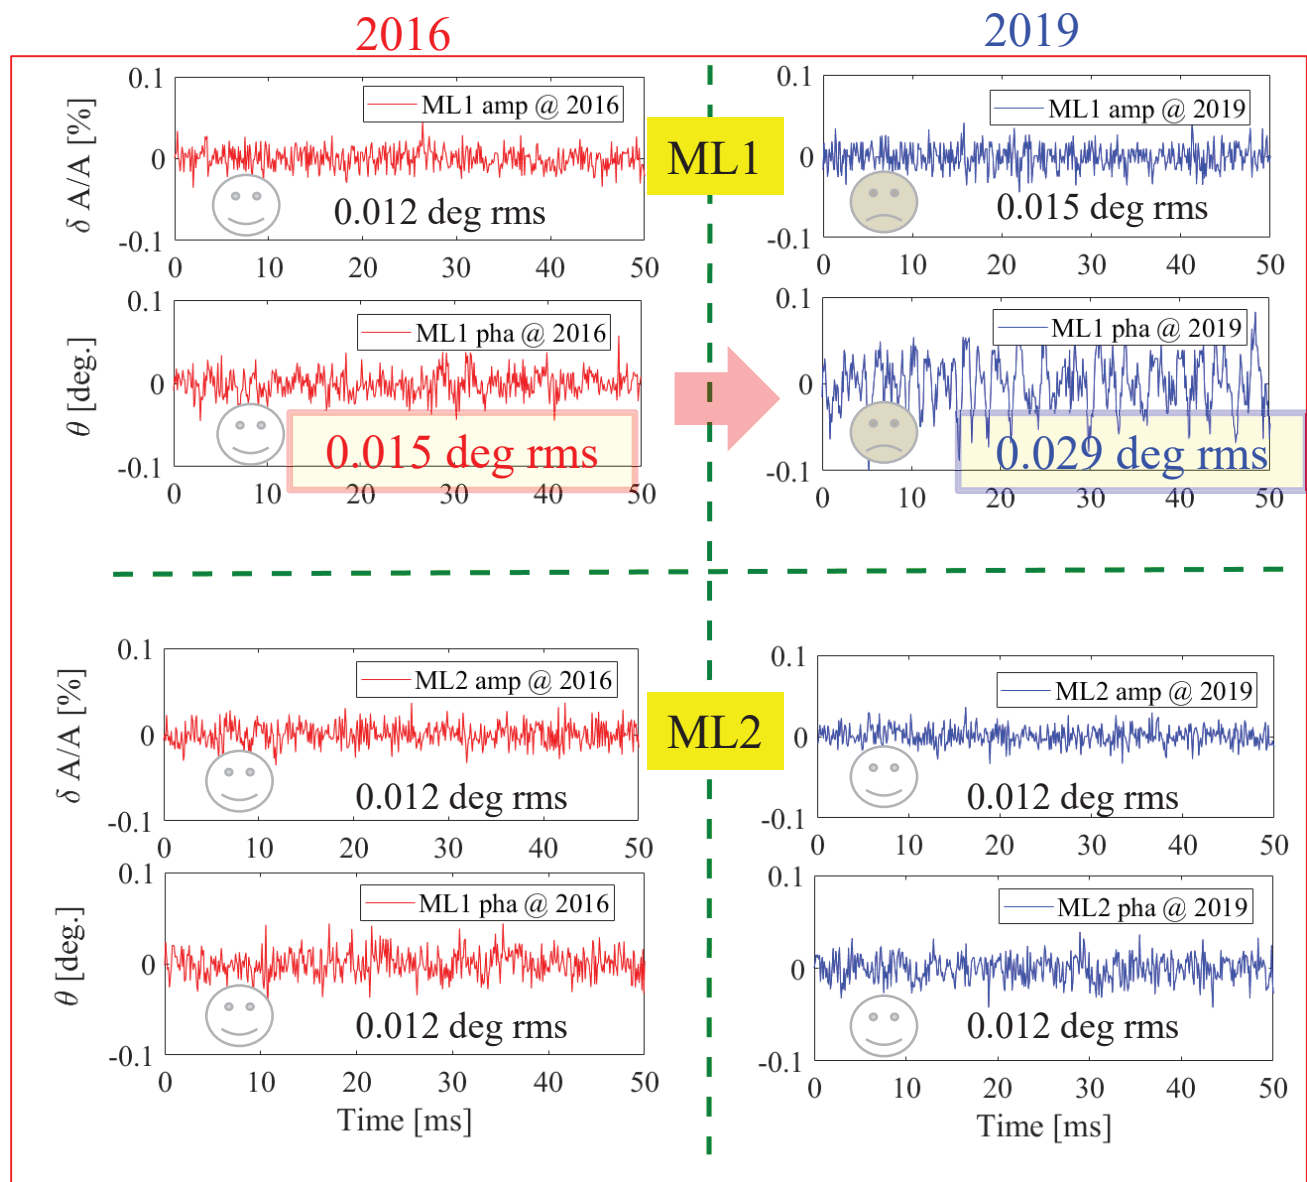 2016
2019
0.1
0
-0.1
δ A/A [%]
ML1 amp @ 2016
0.012 deg rms
0 10 20 30 40 50
ML1
0.1
0
-0.1
ML1 amp @ 2019
0.015 deg rms
0 10 20 30 40 50
0.1
0
-0.1
θ [deg.]
ML1 pha @ 2016
0.015 deg rms
0 10 20 30 40 50
0.1
0
-0.1
ML1 pha @ 2019
0.029 deg rms
0 10 20 30 40 50
0.1
0
-0.1
δ A/A [%]
ML2 amp @ 2016
0.012 deg rms
0 10 20 30 40 50
ML2
0.1
0
-0.1
ML2 amp @ 2019
0.012 deg rms
0 10 20 30 40 50
0.1
0
-0.1
θ [deg.]
ML1 pha @ 2016
0.012 deg rms
0 10 20 30 40 50
Time [ms]
0.1
0
-0.1
ML2 pha @ 2019
0.012 deg rms
0 10 20 30 40 50
Time [ms]